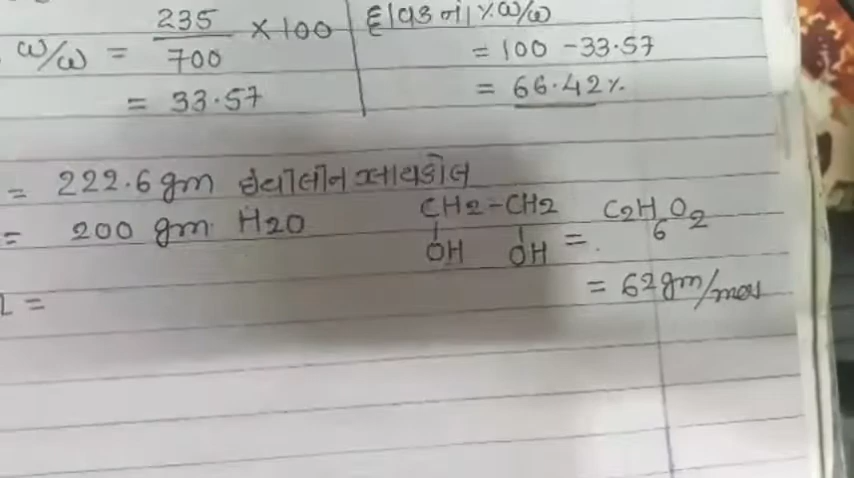 w/w = 235/700 × 100
= 33.57
દ્રાવકનાં % w/w
= 100 - 33.57
= 66.42%
= 222.6 gm ઇથીલીન ગ્લાયકોલ
= 200 gm H2O
CH2-CH2 = C2H6O2
OH OH
= 62 gm/mol
=